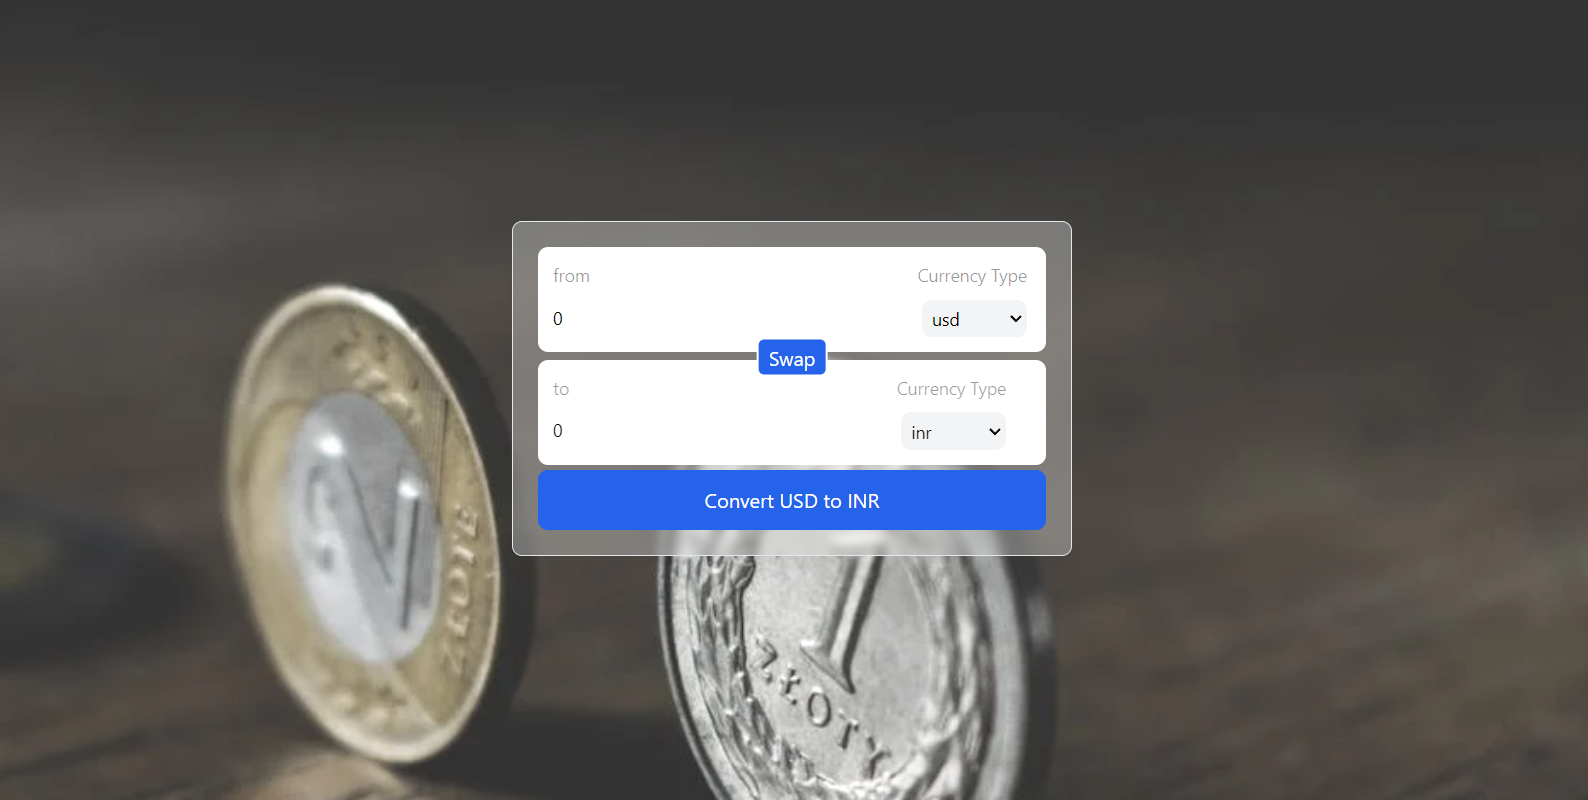 from
Currency Type
0
usd
Swap
to
Currency Type
0
inr
Convert USD to INR
2
ZŁOTE
1
ZŁOTY